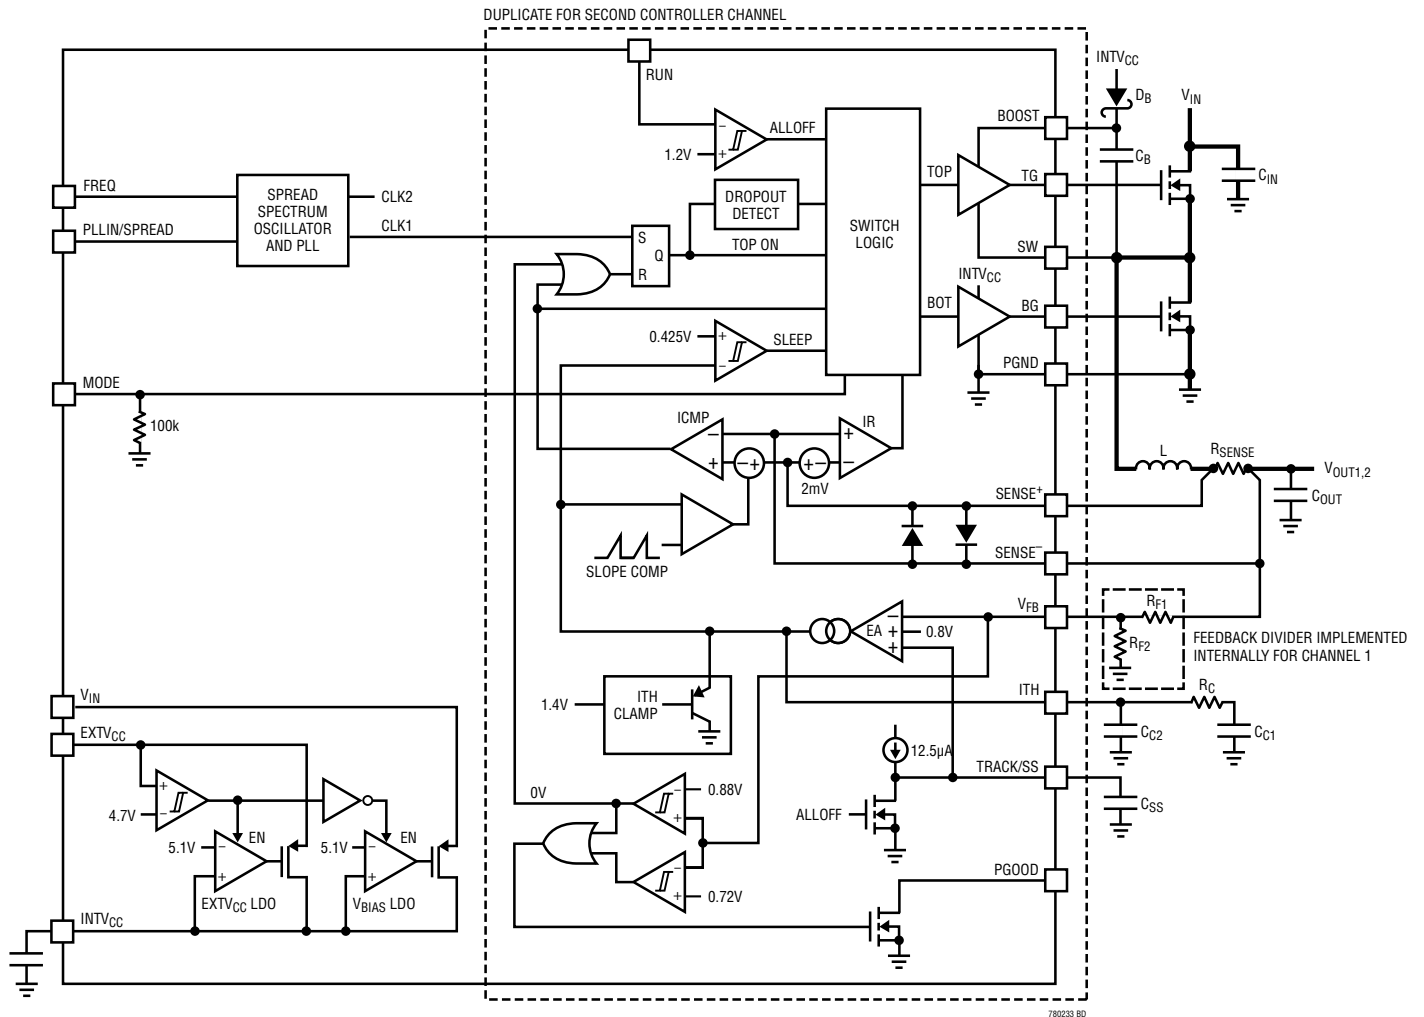 DUPLICATE FOR SECOND CONTROLLER CHANNEL
RUN
INTVCC
DB
VIN
BOOST
ALLOFF
−
1.2V
+
CB
CIN
TOP
TG
FREQ
SPREAD
SPECTRUM
OSCILLATOR
AND PLL
CLK2
DROPOUT
DETECT
PLLIN/SPREAD
CLK1
S
Q
R
TOP ON
SWITCH
LOGIC
SW
INTVCC
BOT
BG
0.425V
+
−
SLEEP
PGND
MODE
100k
ICMP
−
+
−+
+−
2mV
IR
+
−
L
RSENSE
VOUT1,2
COUT
SENSE+
SLOPE COMP
SENSE−
VFB
RF1
RF2
FEEDBACK DIVIDER IMPLEMENTED
INTERNALLY FOR CHANNEL 1
EA
−
+
+
0.8V
ITH
RC
CC2
CC1
1.4V
ITH
CLAMP
VIN
EXTVCC
12.5µA
TRACK/SS
CSS
+
−
4.7V
0V
−
0.88V
+
ALLOFF
EN
5.1V
−
+
EXTVCC LDO
EN
5.1V
−
+
VBIAS LDO
−
+
0.72V
PGOOD
INTVCC
780233 BD